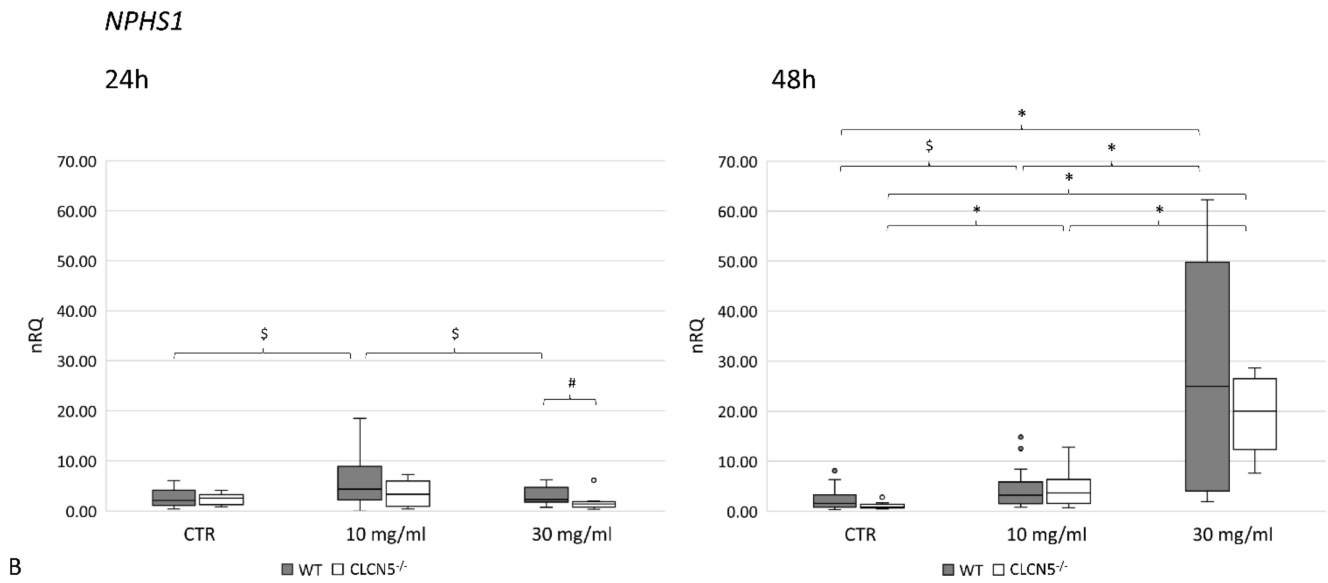 NPHS1
24h
70.00
60.00
50.00
40.00
30.00
20.00
10.00
0.00
nRQ
$
$
#
CTR
10 mg/ml
30 mg/ml
WT
CLCN5-/-
48h
70.00
60.00
50.00
40.00
30.00
20.00
10.00
0.00
nRQ
*
$
*
*
*
*
CTR
10 mg/ml
30 mg/ml
WT
CLCN5-/-
B